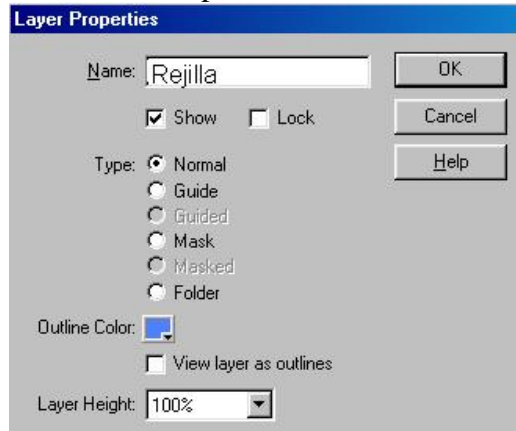 Layer Properties
Name: Rejilla OK
Show Lock Cancel
Type: Normal Help
Guide
Guided
Mask
Masked
Folder
Outline Color:
View layer as outlines
Layer Height: 100%